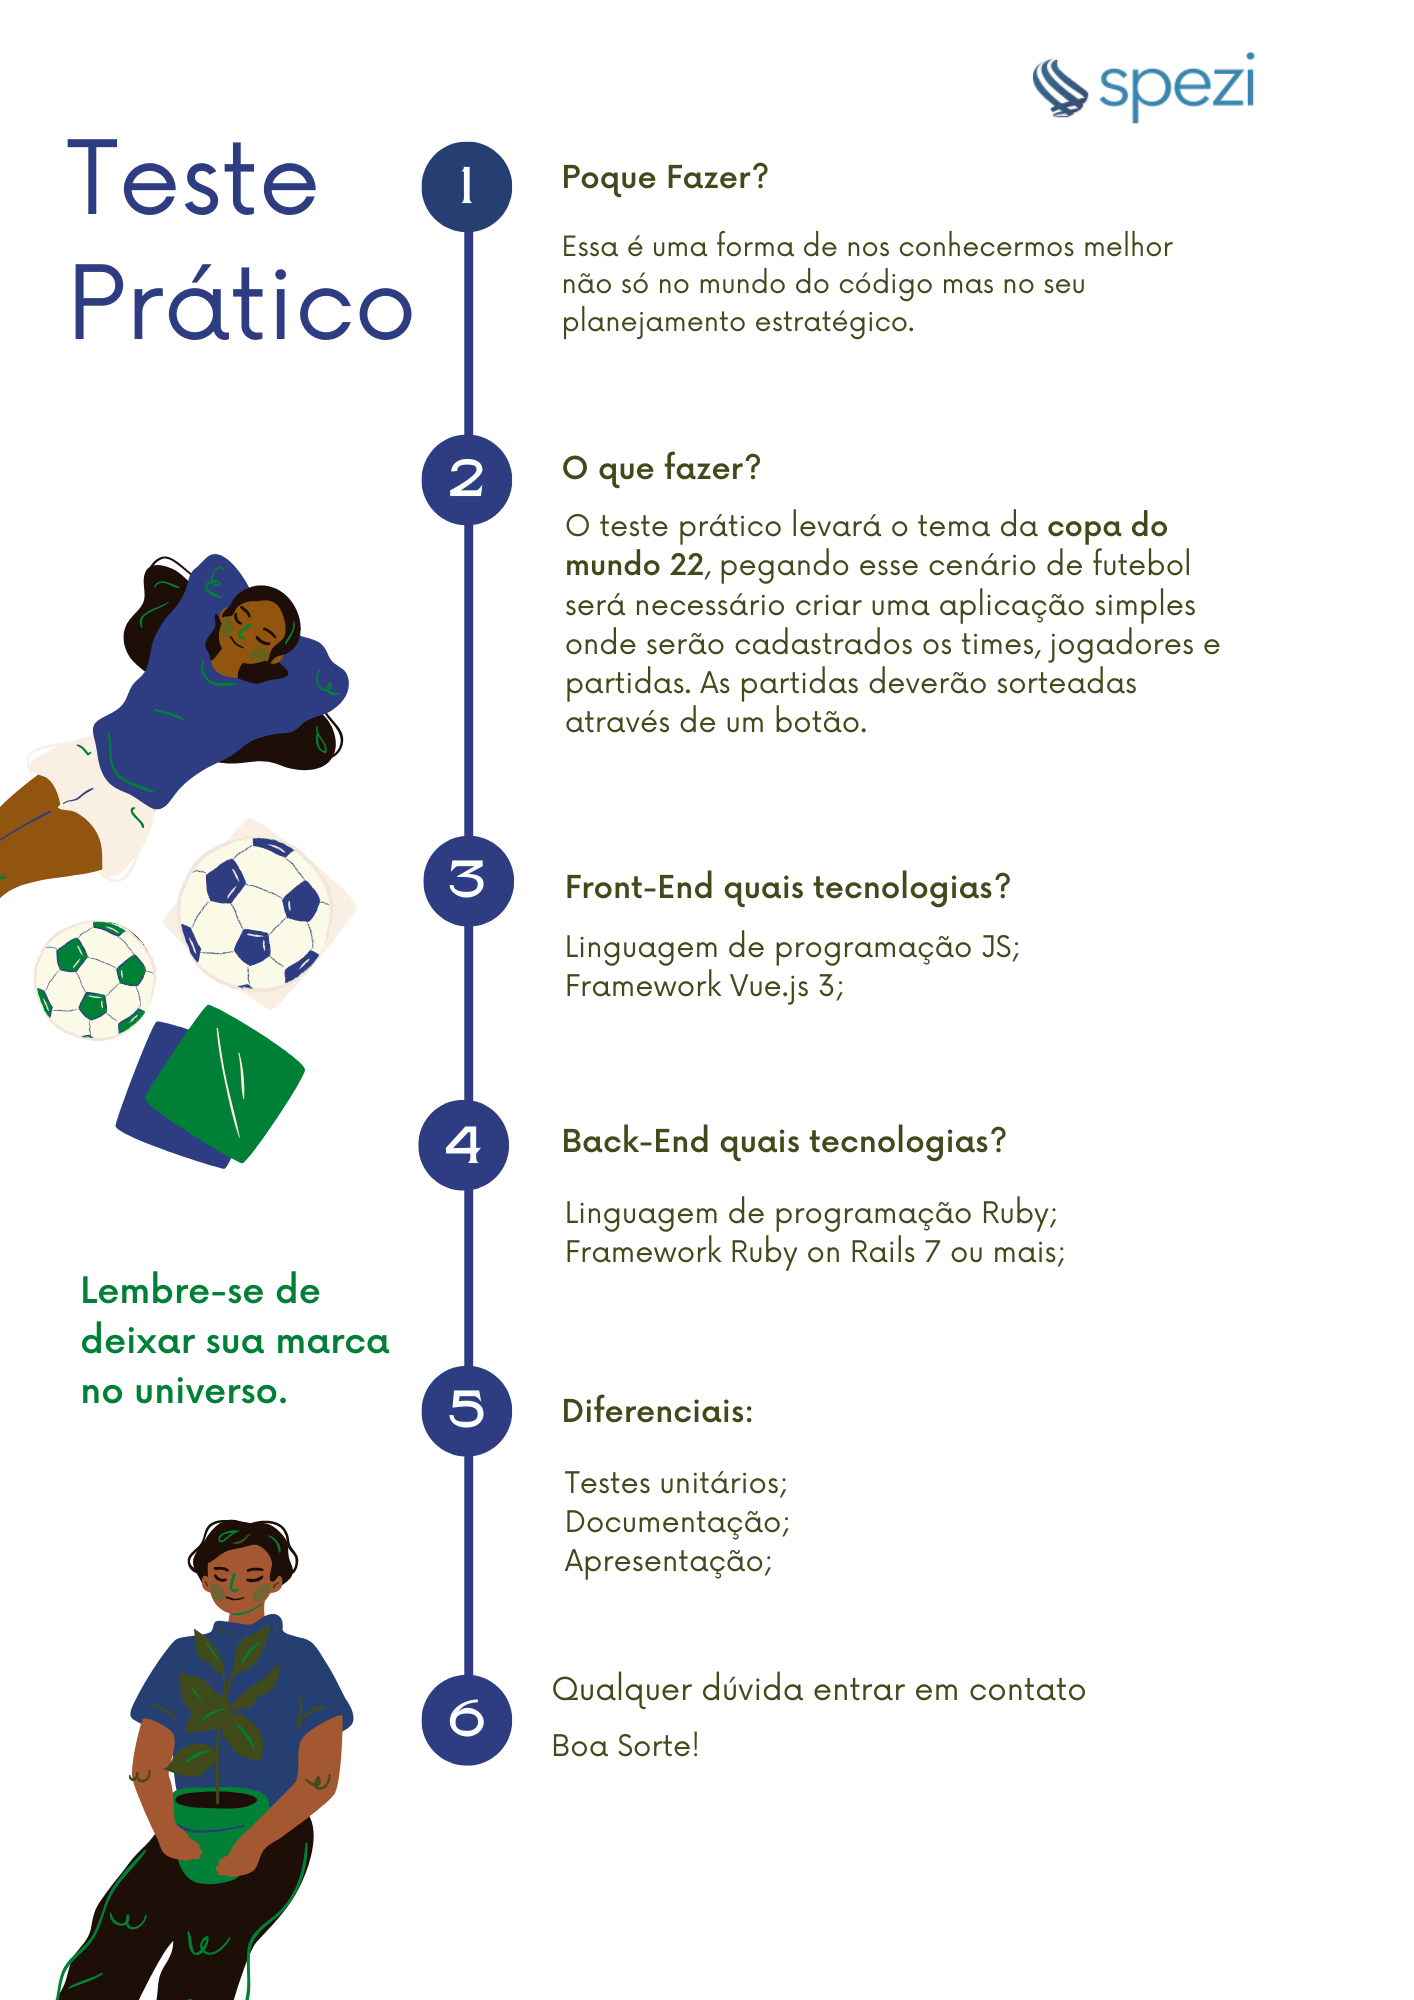 spezi
Teste
Prático
1
Poque Fazer?
Essa é uma forma de nos conhecermos melhor
não só no mundo do código mas no seu
planejamento estratégico.
2
O que fazer?
O teste prático levará o tema da copa do
mundo 22, pegando esse cenário de futebol
será necessário criar uma aplicação simples
onde serão cadastrados os times, jogadores e
partidas. As partidas deverão sorteadas
através de um botão.
3
Front-End quais tecnologias?
Linguagem de programação JS;
Framework Vue.js 3;
4
Back-End quais tecnologias?
Linguagem de programação Ruby;
Framework Ruby on Rails 7 ou mais;
Lembre-se de
deixar sua marca
no universo.
5
Diferenciais:
Testes unitários;
Documentação;
Apresentação;
6
Qualquer dúvida entrar em contato
Boa Sorte!